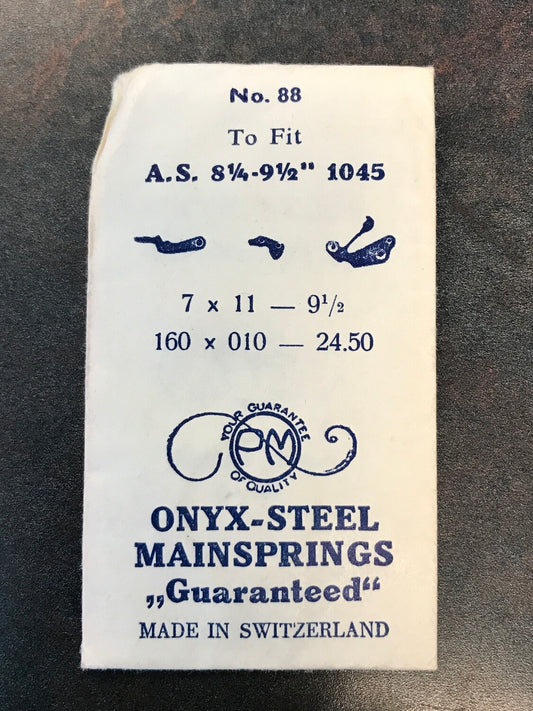 No. 88
To Fit
A.S. 8¼-9½" 1045
7 x 11 — 9½
160 x 010 — 24.50
YOUR GUARANTEE
PM
OF QUALITY
ONYX-STEEL
MAINSPRINGS
„Guaranteed“
MADE IN SWITZERLAND